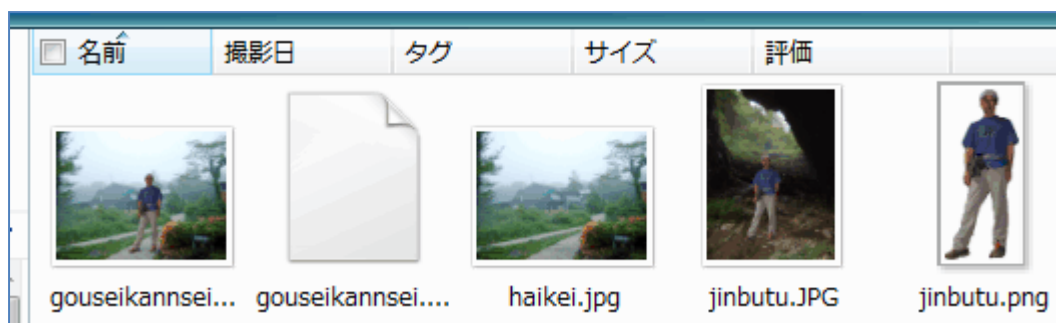 名前 撮影日 タグ サイズ 評価
gouseikannsei... gouseikannsei.... haikei.jpg jinbutu.JPG jinbutu.png